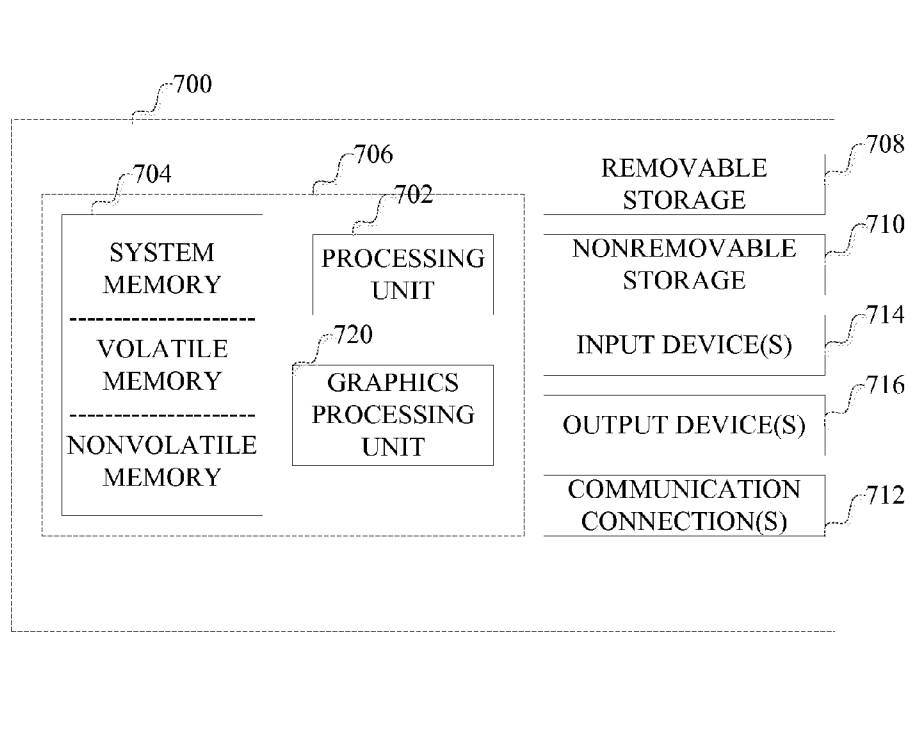 700
706
704
702
SYSTEM
MEMORY
VOLATILE
MEMORY
NONVOLATILE
MEMORY
PROCESSING
UNIT
720
GRAPHICS
PROCESSING
UNIT
708
REMOVABLE
STORAGE
710
NONREMOVABLE
STORAGE
714
INPUT DEVICE(S)
716
OUTPUT DEVICE(S)
712
COMMUNICATION
CONNECTION(S)